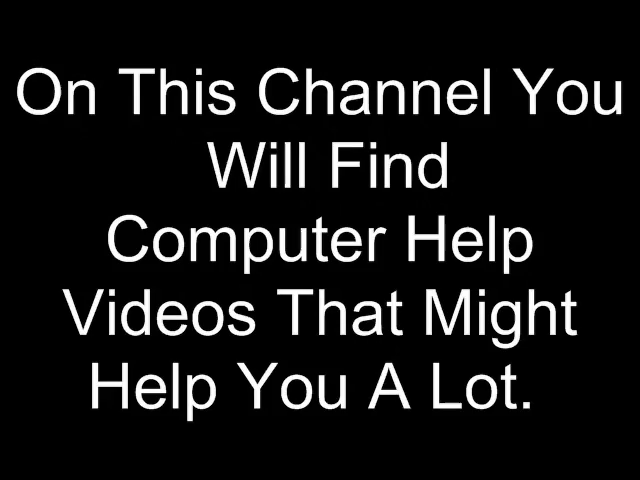 On This Channel You
Will Find
Computer Help
Videos That Might
Help You A Lot.